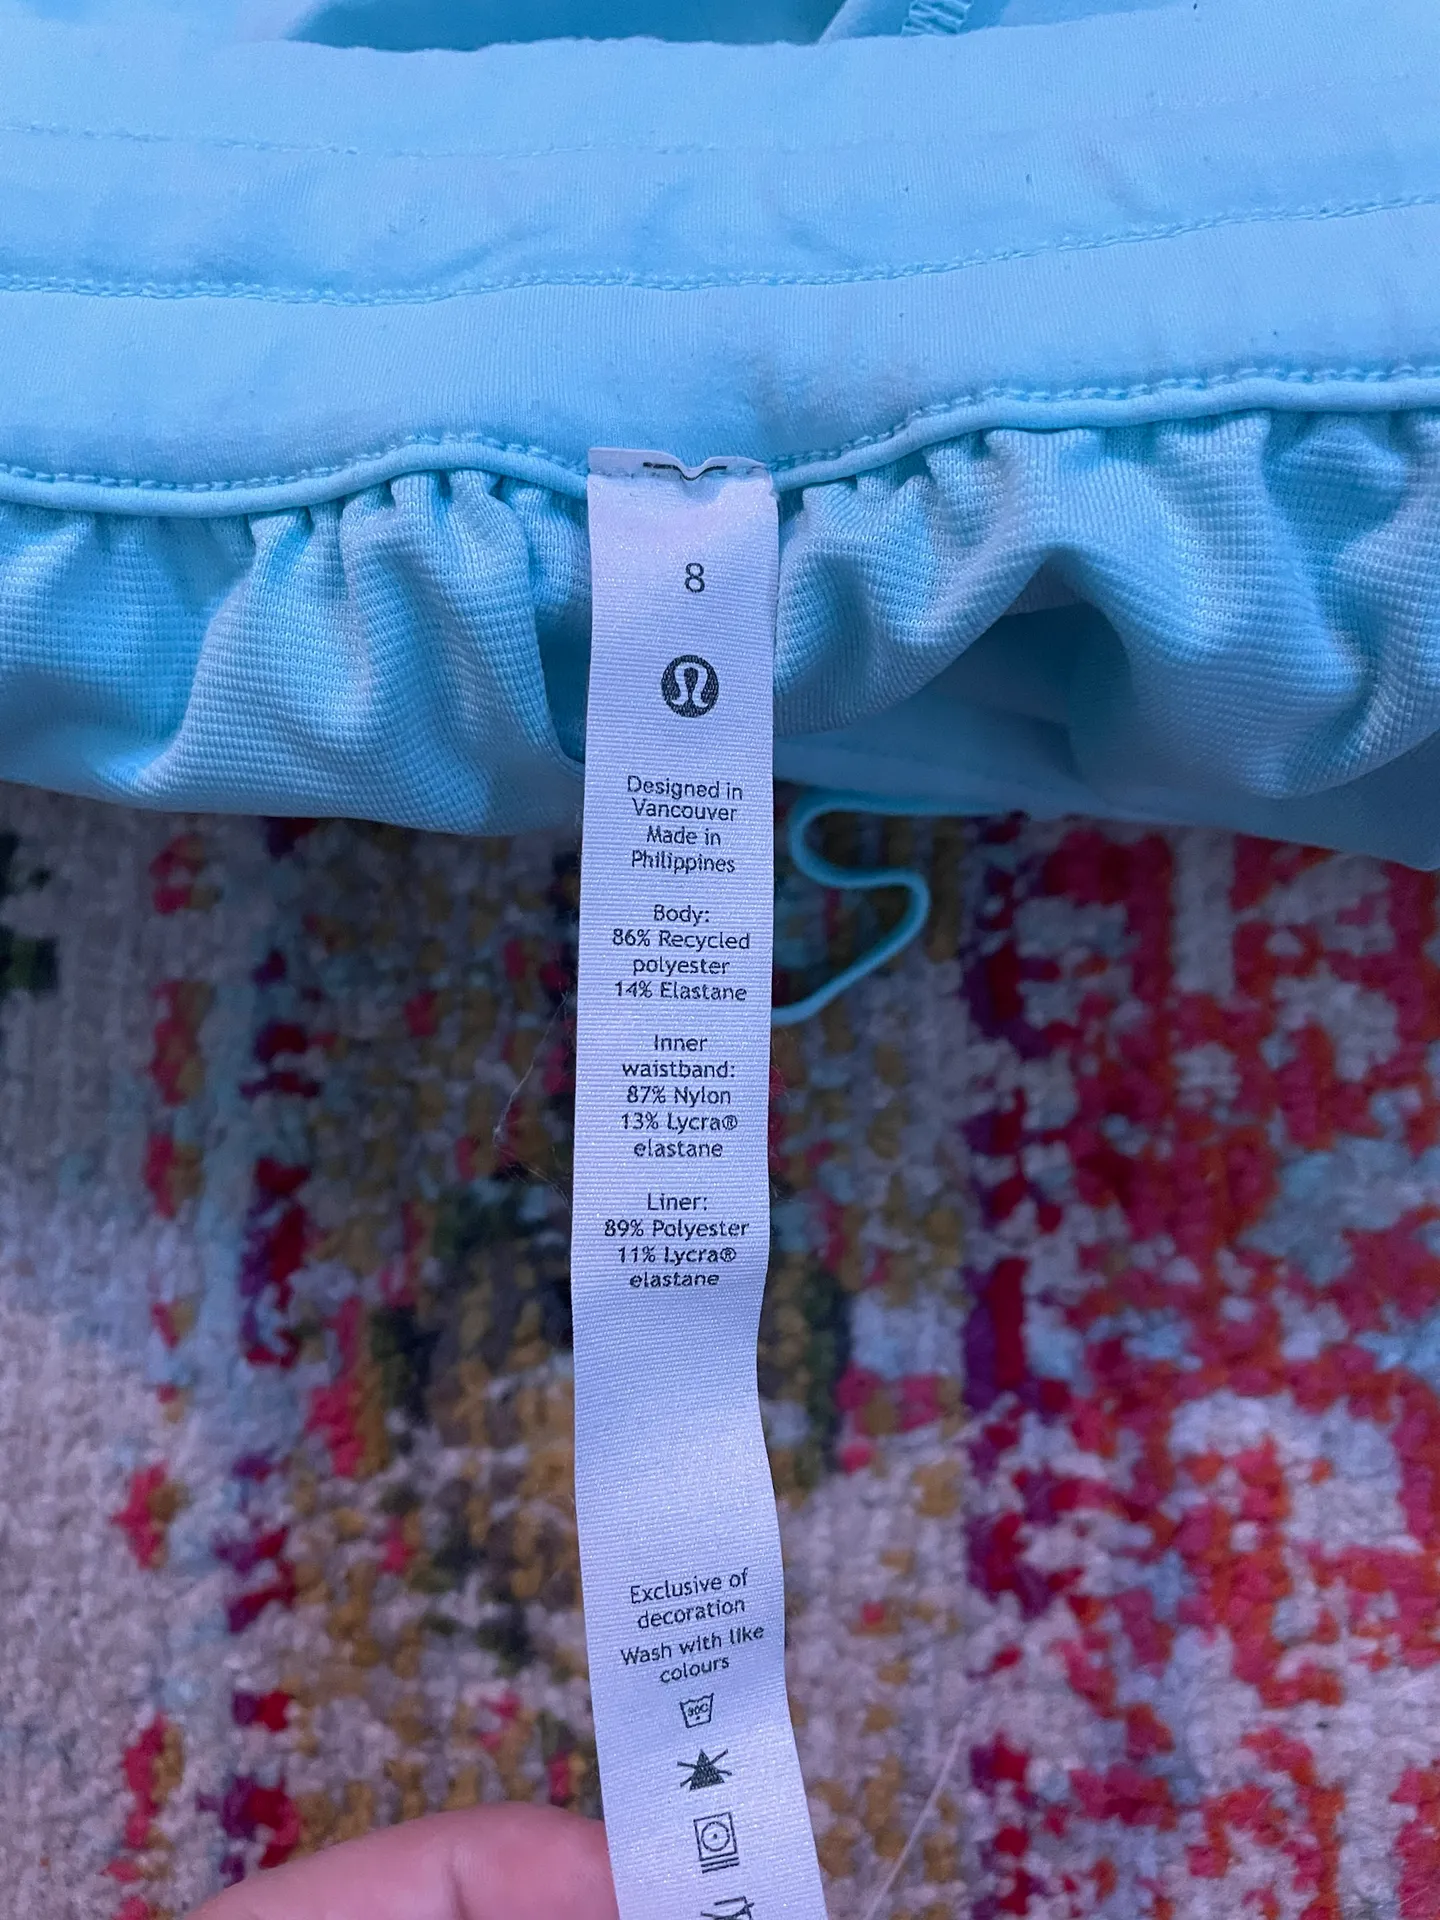 8
Designed in
Vancouver
Made in
Philippines
Body:
86% Recycled
polyester
14% Elastane
Inner
waistband:
87% Nylon
13% Lycra®
elastane
Liner:
89% Polyester
11% Lycra®
elastane
Exclusive of
decoration
Wash with like
colours
30C